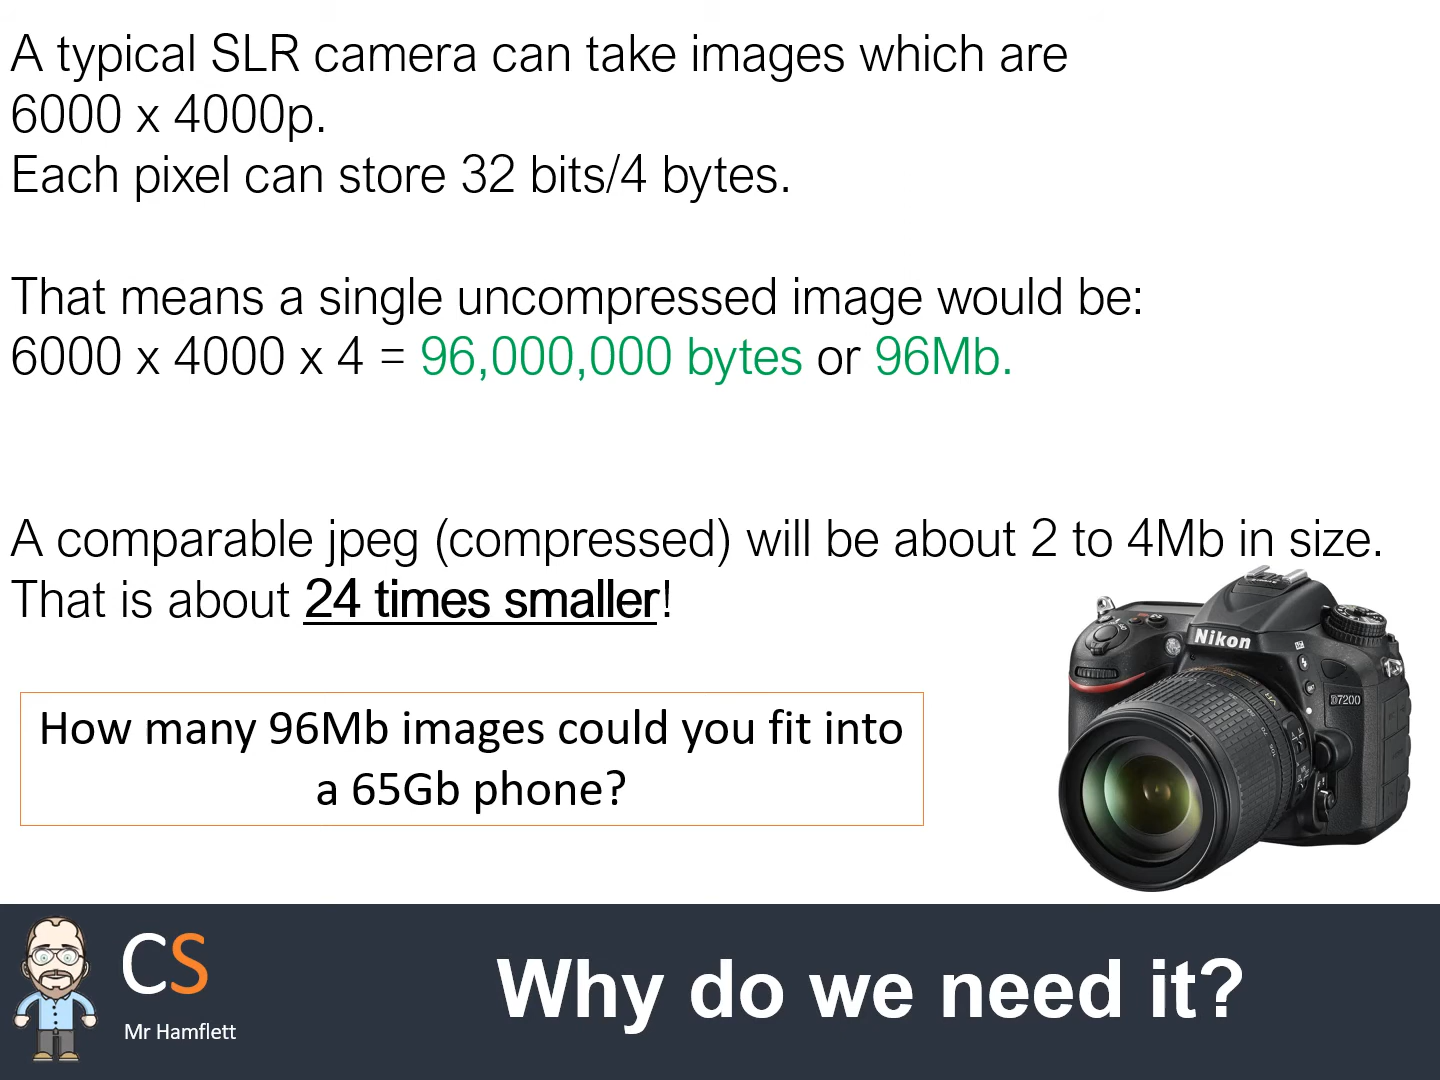 A typical SLR camera can take images which are
6000 x 4000p.
Each pixel can store 32 bits/4 bytes.
That means a single uncompressed image would be:
6000 x 4000 x 4 = 96,000,000 bytes or 96Mb.
A comparable jpeg (compressed) will be about 2 to 4Mb in size.
That is about 24 times smaller!
Nikon
D7200
How many 96Mb images could you fit into
a 65Gb phone?
CS
Mr Hamflett
Why do we need it?